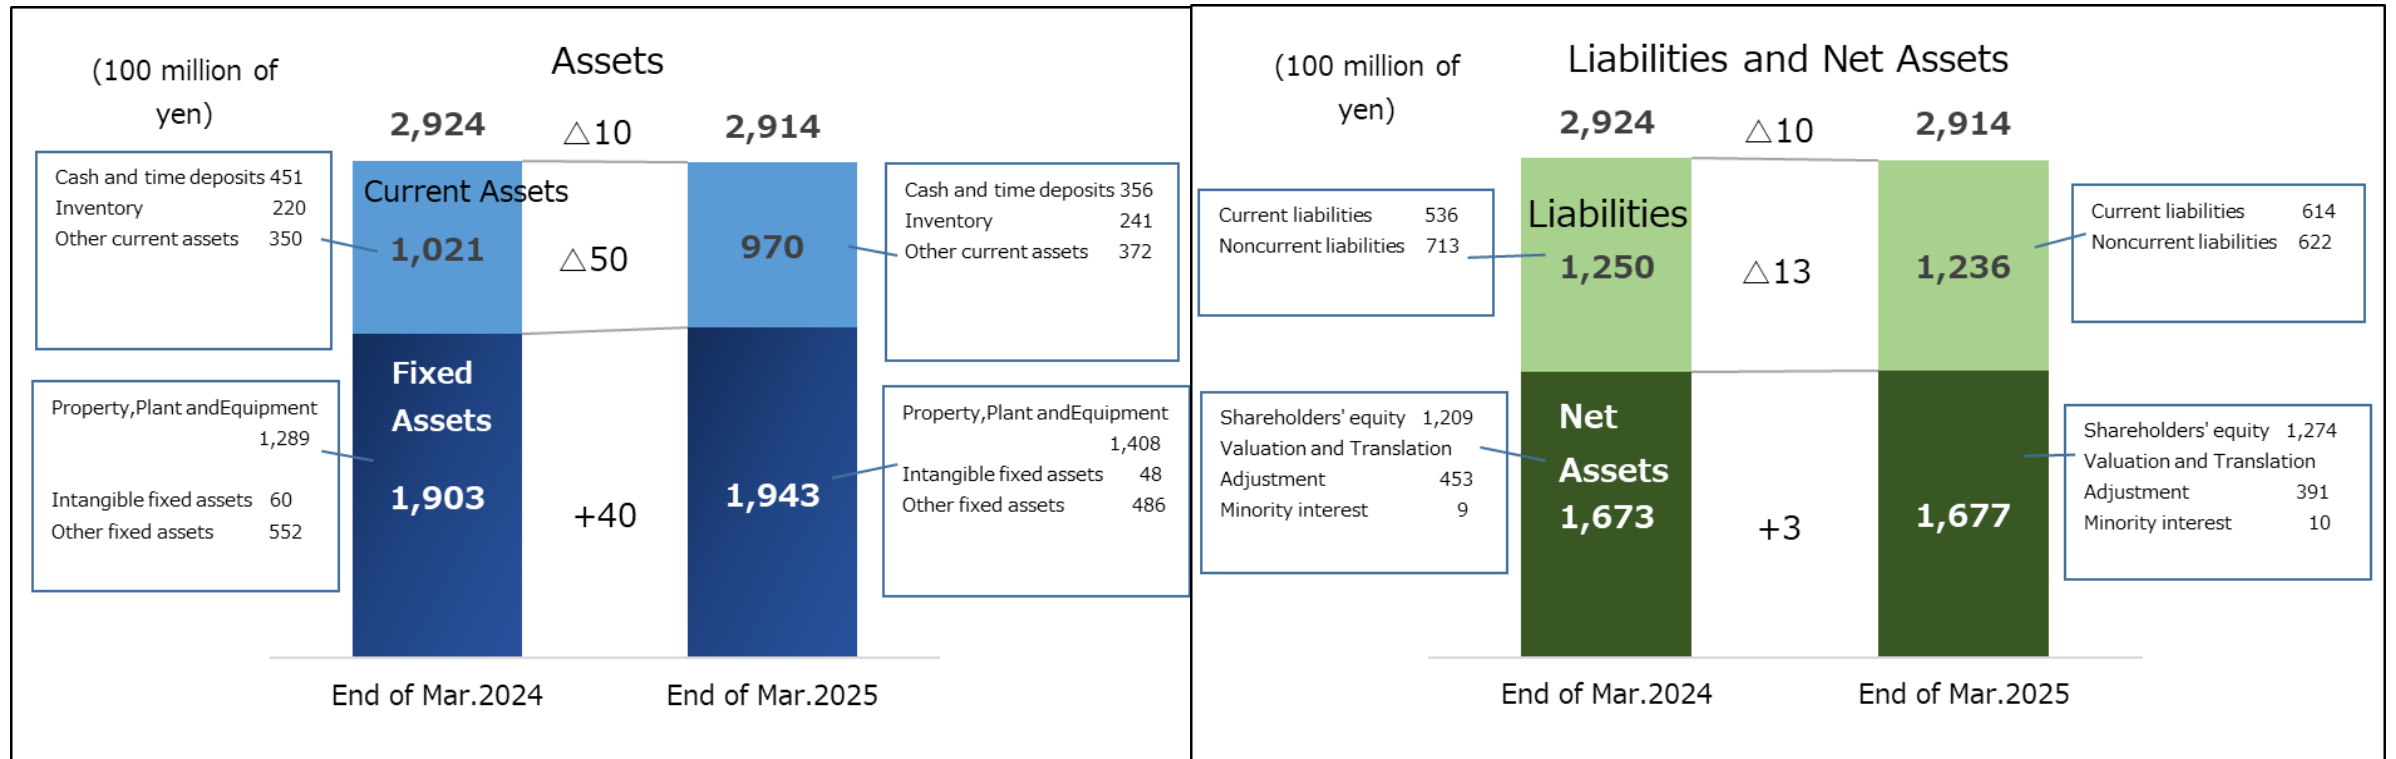 Assets
(100 million of
yen)
2,924 △10 2,914
Cash and time deposits 451
Inventory 220
Other current assets 350
Current Assets
1,021 △50 970
Cash and time deposits 356
Inventory 241
Other current assets 372
Property,Plant andEquipment
1,289
Intangible fixed assets 60
Other fixed assets 552
Fixed
Assets
1,903 +40 1,943
Property,Plant andEquipment
1,408
Intangible fixed assets 48
Other fixed assets 486
End of Mar.2024 End of Mar.2025
Liabilities and Net Assets
(100 million of
yen)
2,924 △10 2,914
Current liabilities 536
Noncurrent liabilities 713
Liabilities
1,250 △13 1,236
Current liabilities 614
Noncurrent liabilities 622
Shareholders' equity 1,209
Valuation and Translation
Adjustment 453
Minority interest 9
Net
Assets
1,673 +3 1,677
Shareholders' equity 1,274
Valuation and Translation
Adjustment 391
Minority interest 10
End of Mar.2024 End of Mar.2025